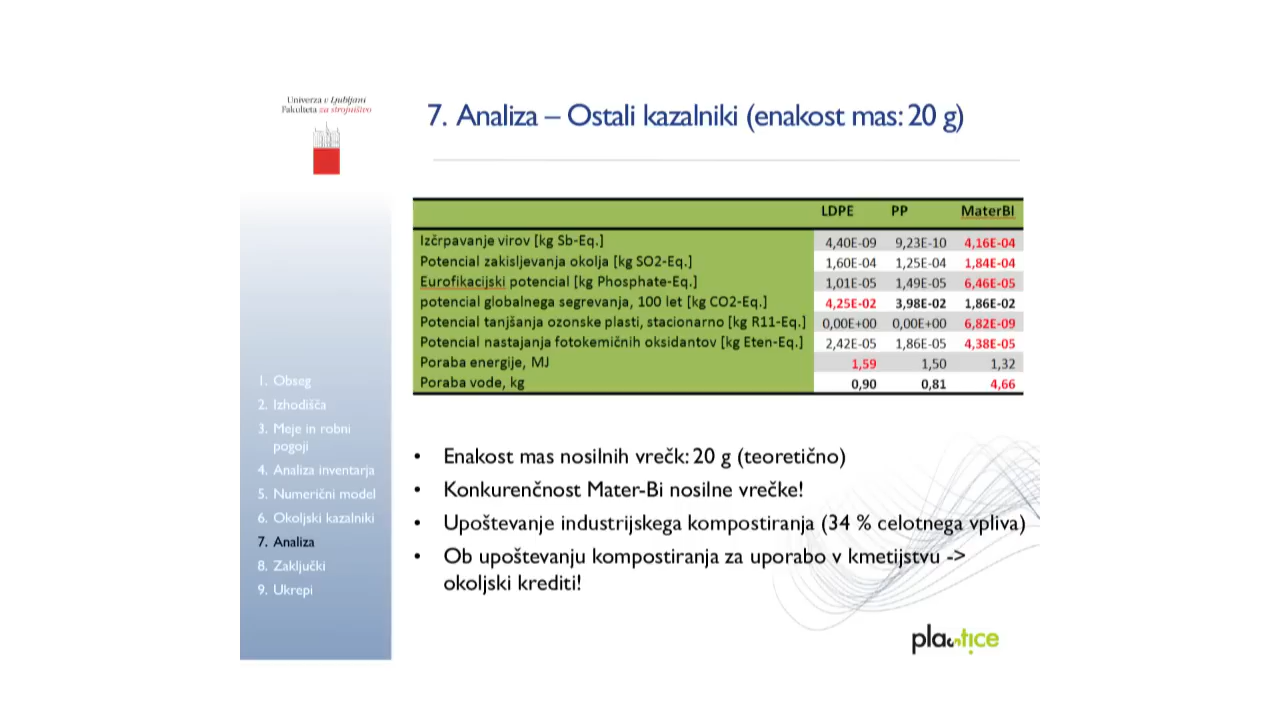 Univerza v Ljubljani
Fakulteta za strojništvo
7. Analiza – Ostali kazalniki (enakost mas: 20 g)
LDPE PP MaterBI
Izčrpavanje virov [kg Sb-Eq.] 4,40E-09 9,23E-10 4,16E-04
Potencial zakisljevanja okolja [kg SO2-Eq.] 1,60E-04 1,25E-04 1,84E-04
Eurofikacijski potencial [kg Phosphate-Eq.] 1,01E-05 1,49E-05 6,46E-05
potencial globalnega segrevanja, 100 let [kg CO2-Eq.] 4,25E-02 3,98E-02 1,86E-02
Potencial tanjšanja ozonske plasti, stacionarno [kg R11-Eq.] 0,00E+00 0,00E+00 6,82E-09
Potencial nastajanja fotokemičnih oksidantov [kg Eten-Eq.] 2,42E-05 1,86E-05 4,38E-05
Poraba energije, MJ 1,59 1,50 1,32
Poraba vode, kg 0,90 0,81 4,66
1. Obseg
2. Izhodišča
3. Meje in robni
pogoji
4. Analiza inventarja
5. Numerični model
6. Okoljski kazalniki
7. Analiza
8. Zaključki
9. Ukrepi
• Enakost mas nosilnih vrečk: 20 g (teoretično)
• Konkurenčnost Mater-Bi nosilne vrečke!
• Upoštevanje industrijskega kompostiranja (34 % celotnega vpliva)
• Ob upoštevanju kompostiranja za uporabo v kmetijstvu ->
okoljski krediti!
plastice